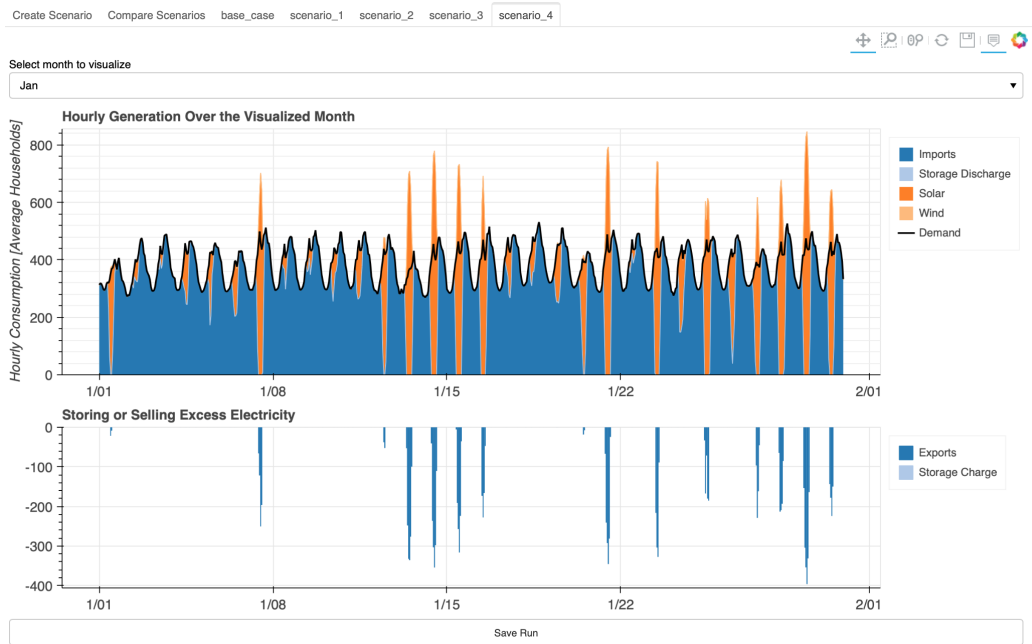 Create Scenario Compare Scenarios base_case scenario_1 scenario_2 scenario_3 scenario_4
Select month to visualize
Jan
Hourly Generation Over the Visualized Month
Hourly Consumption [Average Households]
800
600
400
200
0
1/01 1/08 1/15 1/22 2/01
Imports
Storage Discharge
Solar
Wind
Demand
Storing or Selling Excess Electricity
0
-100
-200
-300
-400
1/01 1/08 1/15 1/22 2/01
Exports
Storage Charge
Save Run